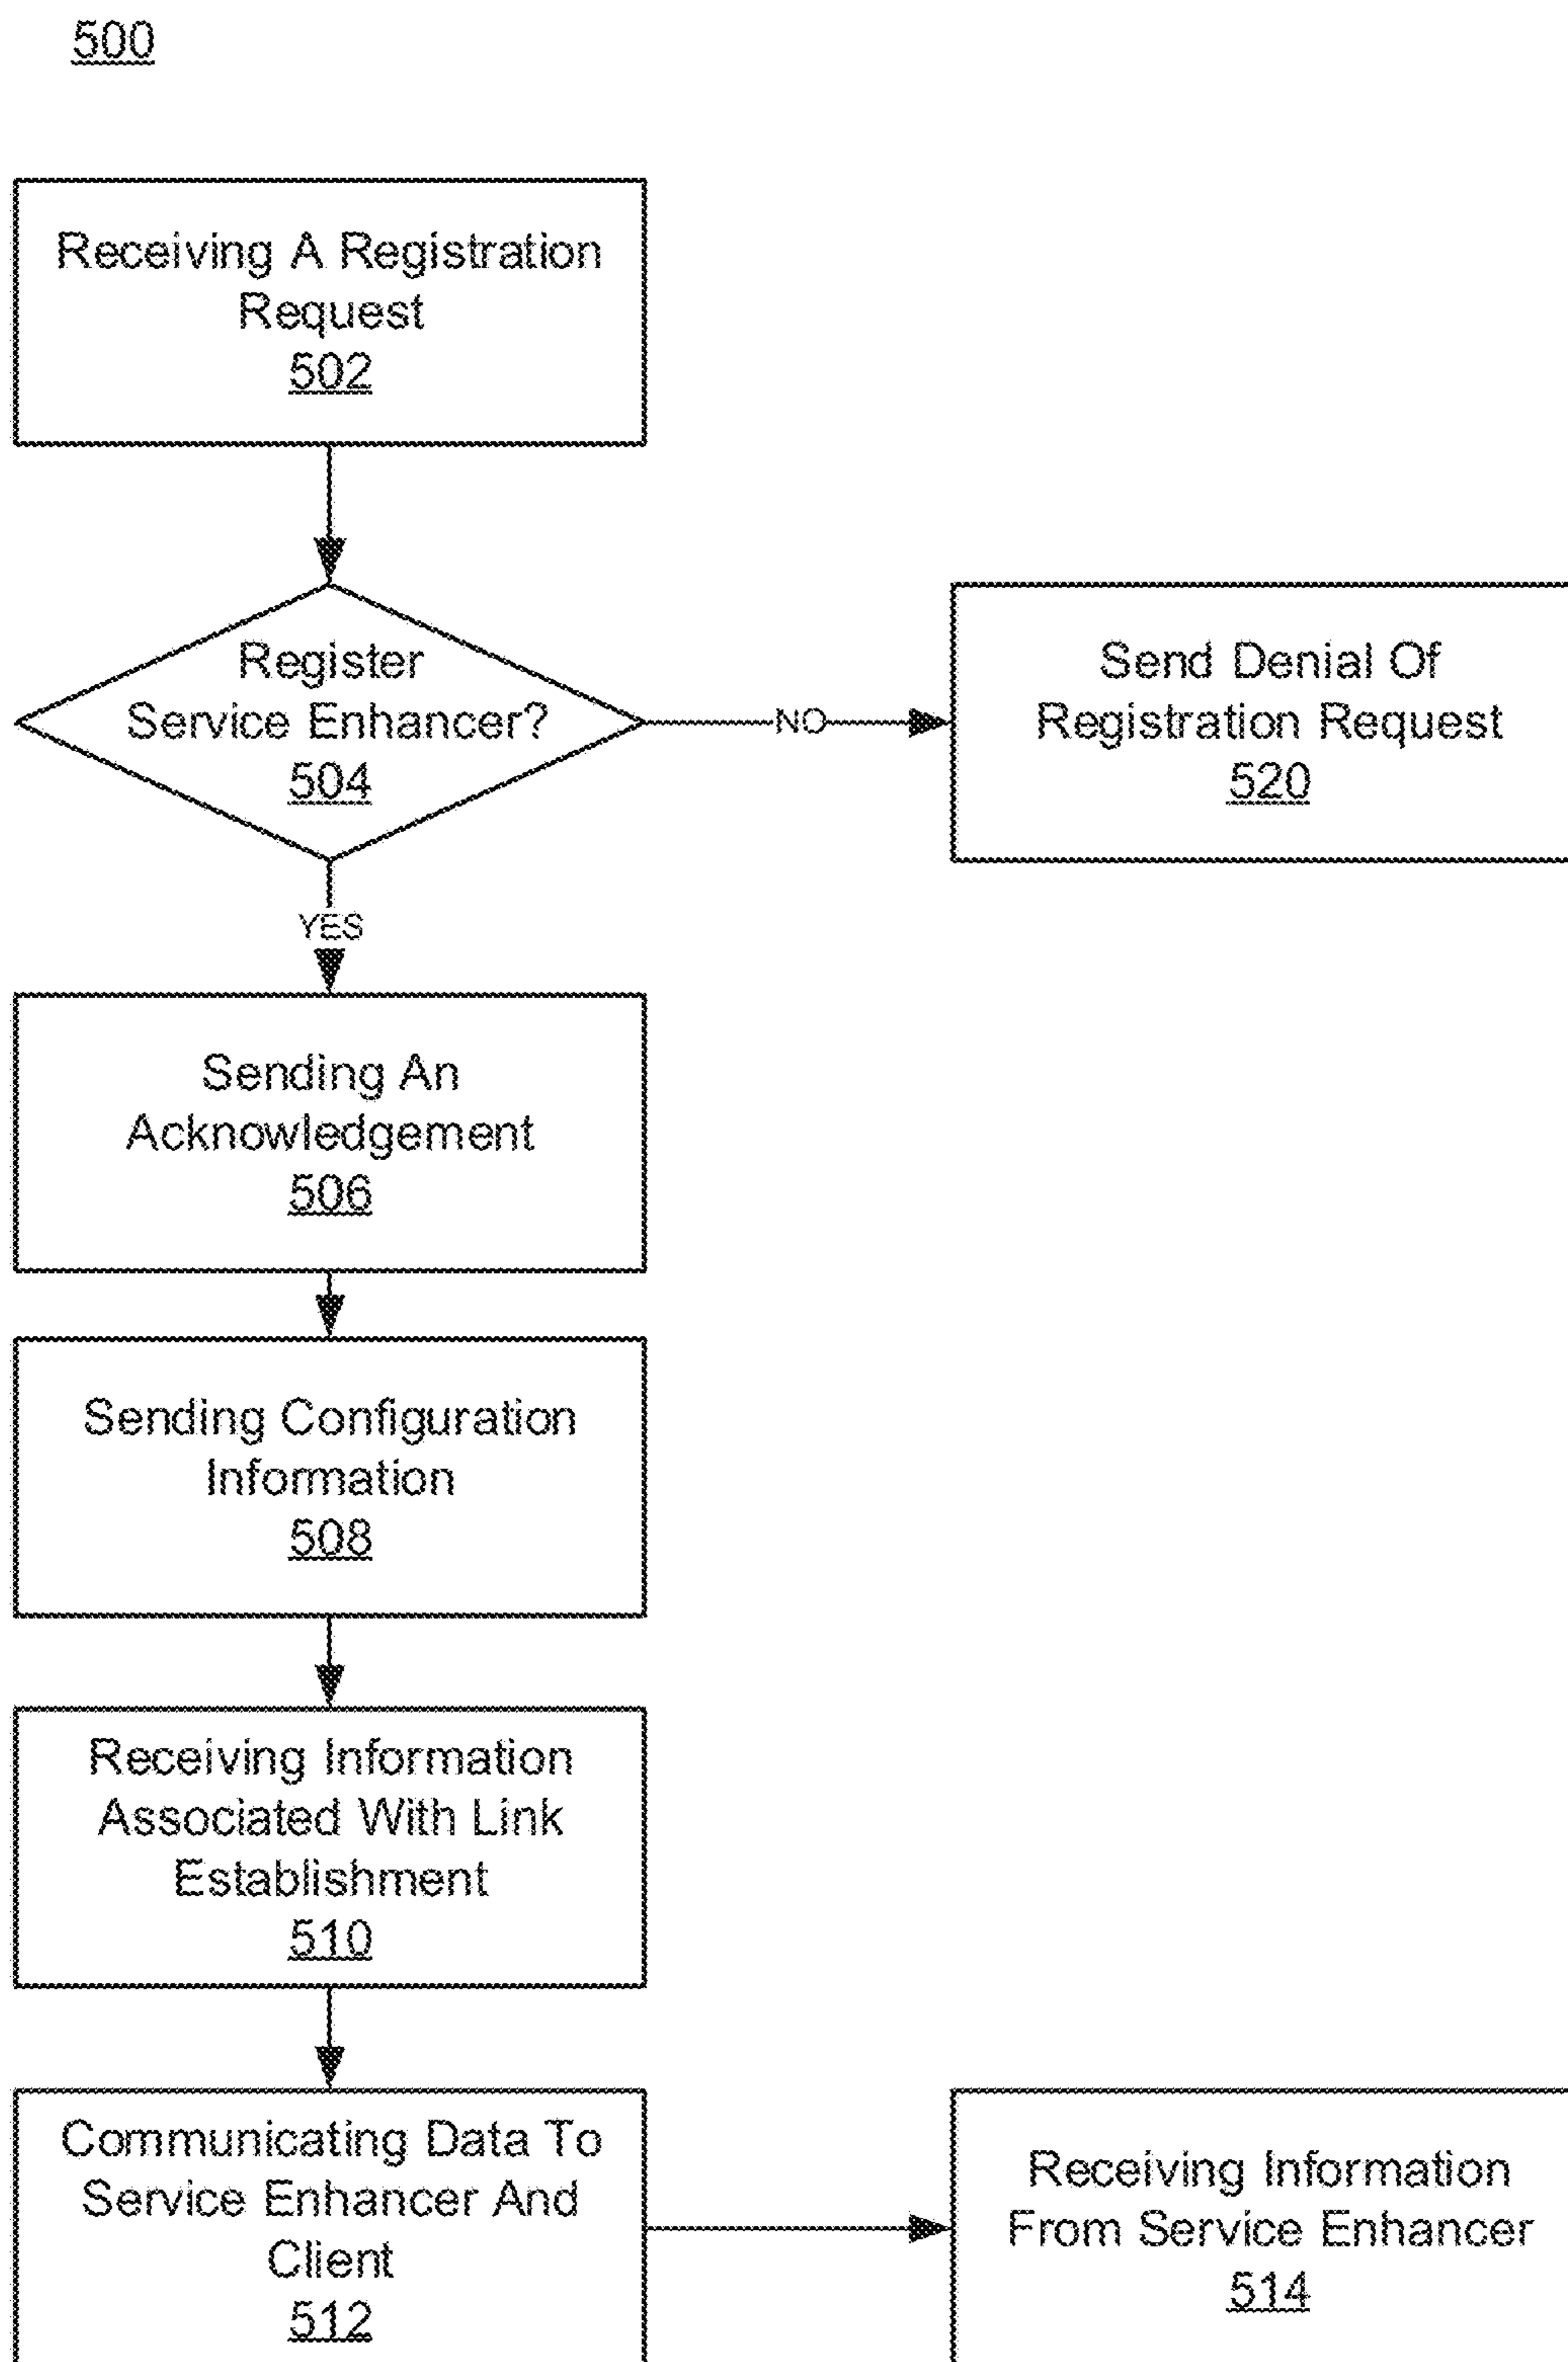 500
Receiving A Registration
Request
502
Register
Service Enhancer?
504
NO
Send Denial Of
Registration Request
520
YES
Sending An
Acknowledgement
506
Sending Configuration
Information
508
Receiving Information
Associated With Link
Establishment
510
Communicating Data To
Service Enhancer And
Client
512
Receiving Information
From Service Enhancer
514